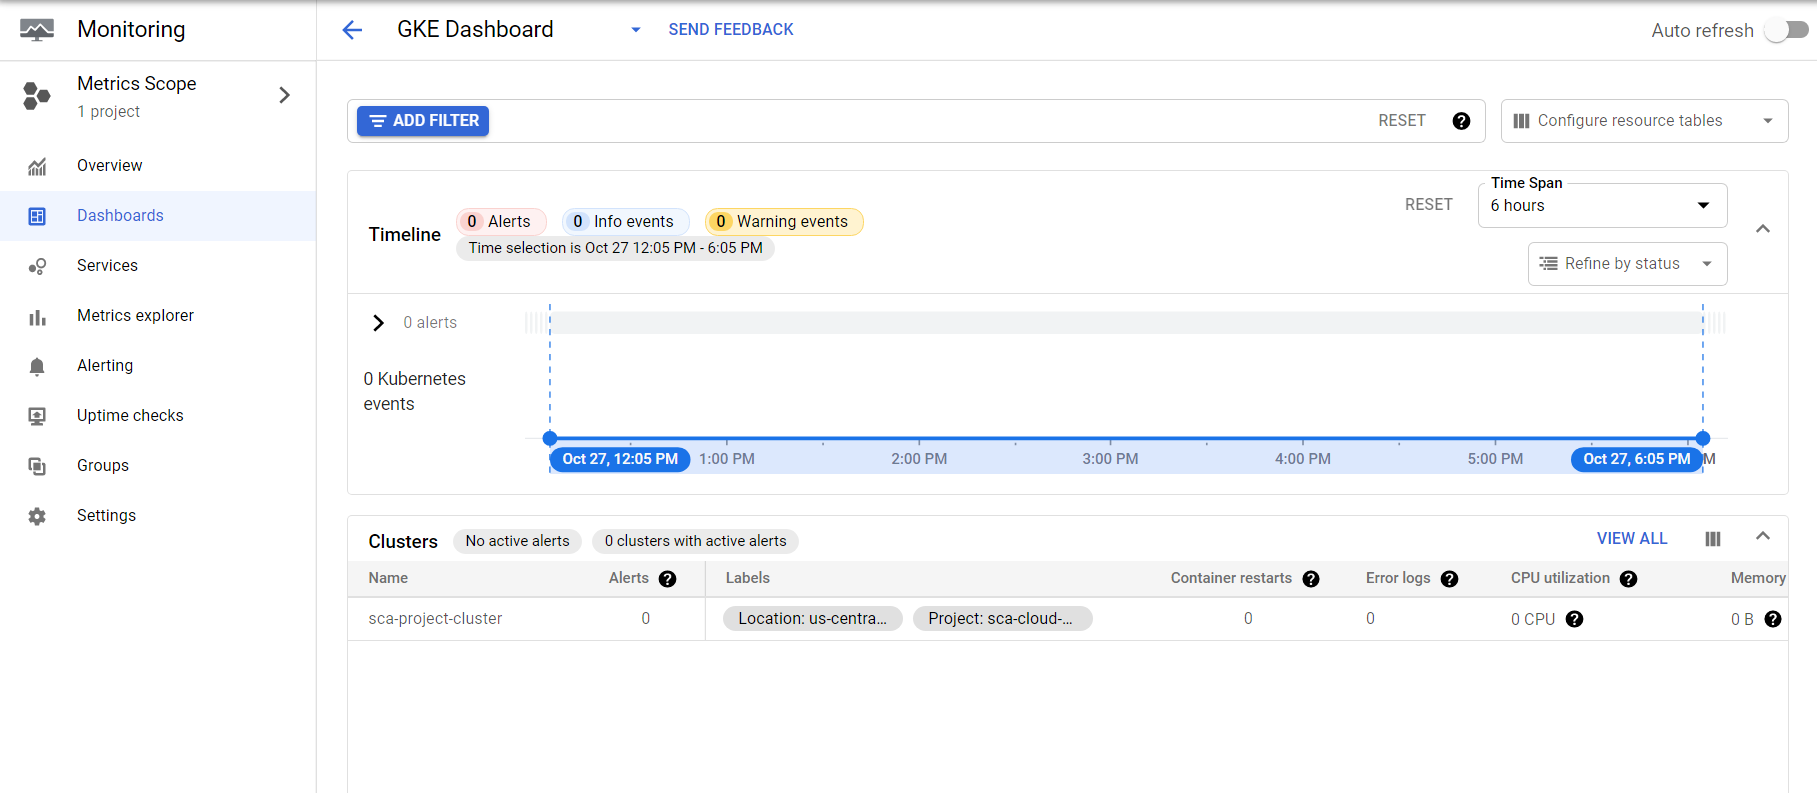 Monitoring
Metrics Scope
1 project
Overview
Dashboards
Services
Metrics explorer
Alerting
Uptime checks
Groups
Settings
GKE Dashboard
SEND FEEDBACK
Auto refresh
ADD FILTER
RESET
Configure resource tables
Timeline
0 Alerts
0 Info events
0 Warning events
Time selection is Oct 27 12:05 PM - 6:05 PM
RESET
Time Span
6 hours
Refine by status
0 alerts
0 Kubernetes
events
Oct 27, 12:05 PM 1:00 PM 2:00 PM 3:00 PM 4:00 PM 5:00 PM Oct 27, 6:05 PM M
Clusters No active alerts 0 clusters with active alerts VIEW ALL
Name Alerts Labels Container restarts Error logs CPU utilization Memory
sca-project-cluster 0 Location: us-centra... Project: sca-cloud-... 0 0 0 CPU 0 B